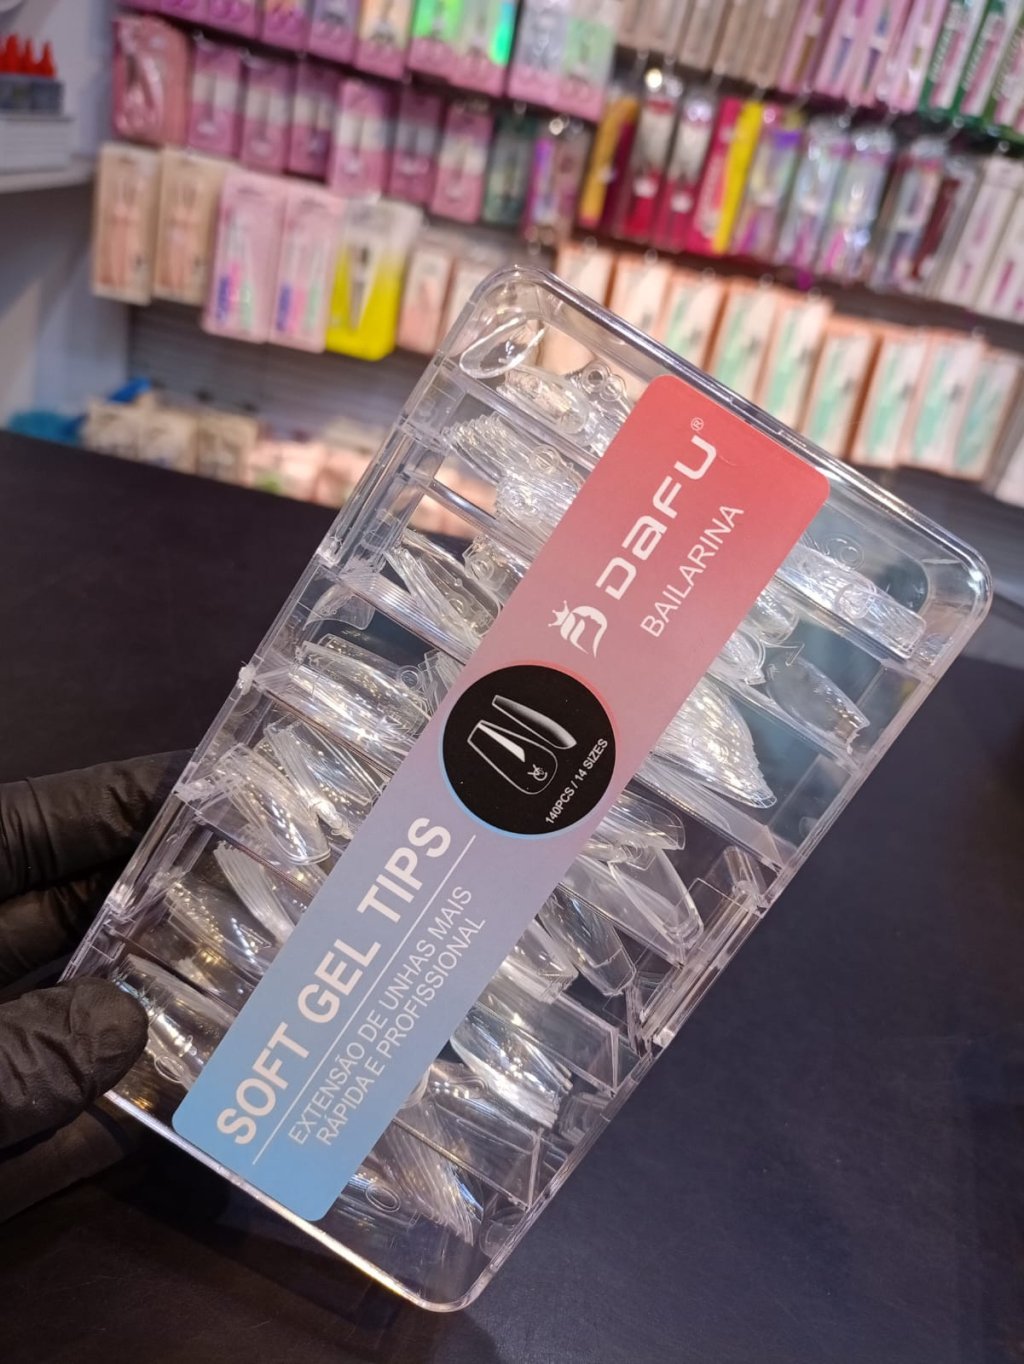 DAFU®
BAILARINA
140PCS / 14 SIZES
SOFT GEL TIPS
EXTENSÃO DE UNHAS MAIS
RÁPIDA E PROFISSIONAL